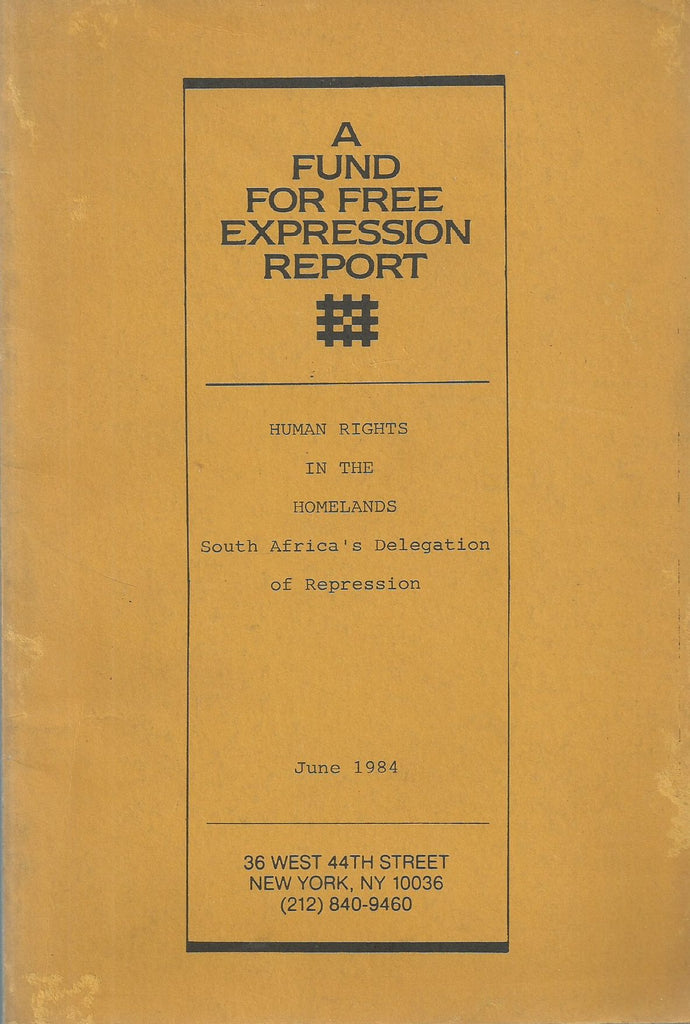 A
FUND
FOR FREE
EXPRESSION
REPORT
HUMAN RIGHTS
IN THE
HOMELANDS
South Africa's Delegation
of Repression
June 1984
36 WEST 44TH STREET
NEW YORK, NY 10036
(212) 840-9460